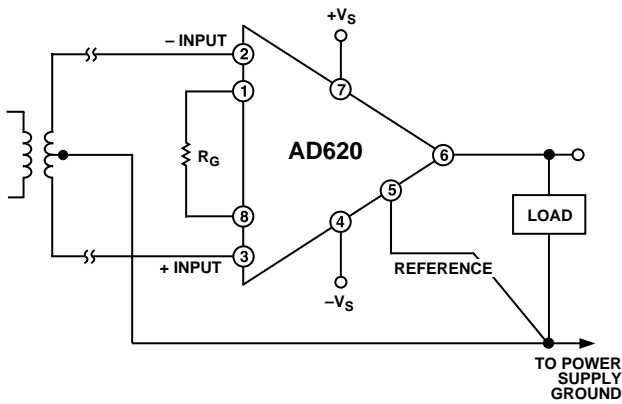 +VS
– INPUT
2
1
7
RG
AD620
6
5
8
4
LOAD
3
+ INPUT
REFERENCE
–VS
TO POWER
SUPPLY
GROUND